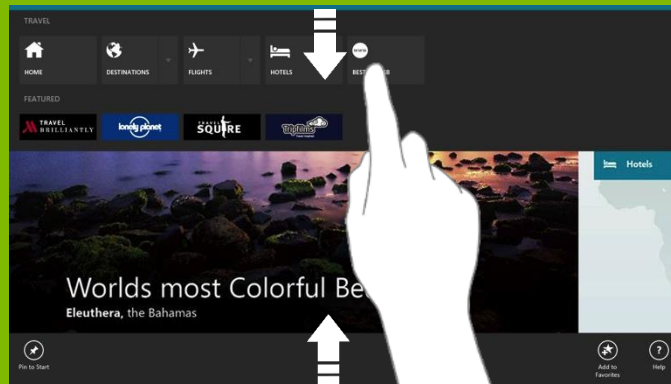 TRAVEL
HOME DESTINATIONS FLIGHTS HOTELS
FEATURED
TRAVEL BRILLIANTLY lonely planet TRAVEL SQUIRE Tripfilms
Hotels
Worlds most Colorful
Eleuthera, the Bahamas
Pin to Start Add to Favorites ? Help